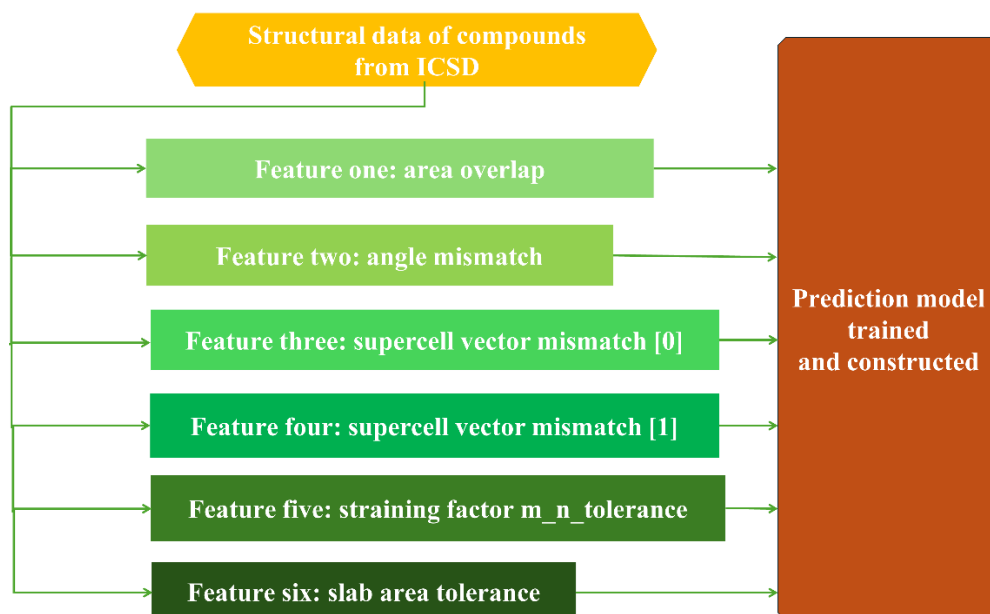 Structural data of compounds
from ICSD
Feature one: area overlap
Feature two: angle mismatch
Feature three: supercell vector mismatch [0]
Feature four: supercell vector mismatch [1]
Feature five: straining factor m_n_tolerance
Feature six: slab area tolerance
Prediction model
trained
and constructed